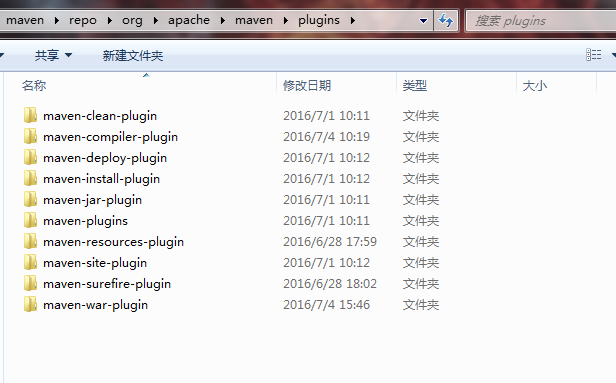 maven ▸ repo ▸ org ▸ apache ▸ maven ▸ plugins ▸ 搜索 plugins
共享 新建文件夹
名称 修改日期 类型 大小
maven-clean-plugin 2016/7/1 10:11 文件夹
maven-compiler-plugin 2016/7/4 10:19 文件夹
maven-deploy-plugin 2016/7/1 10:12 文件夹
maven-install-plugin 2016/7/1 10:12 文件夹
maven-jar-plugin 2016/7/1 10:11 文件夹
maven-plugins 2016/7/1 10:11 文件夹
maven-resources-plugin 2016/6/28 17:59 文件夹
maven-site-plugin 2016/7/1 10:12 文件夹
maven-surefire-plugin 2016/6/28 18:02 文件夹
maven-war-plugin 2016/7/4 15:46 文件夹